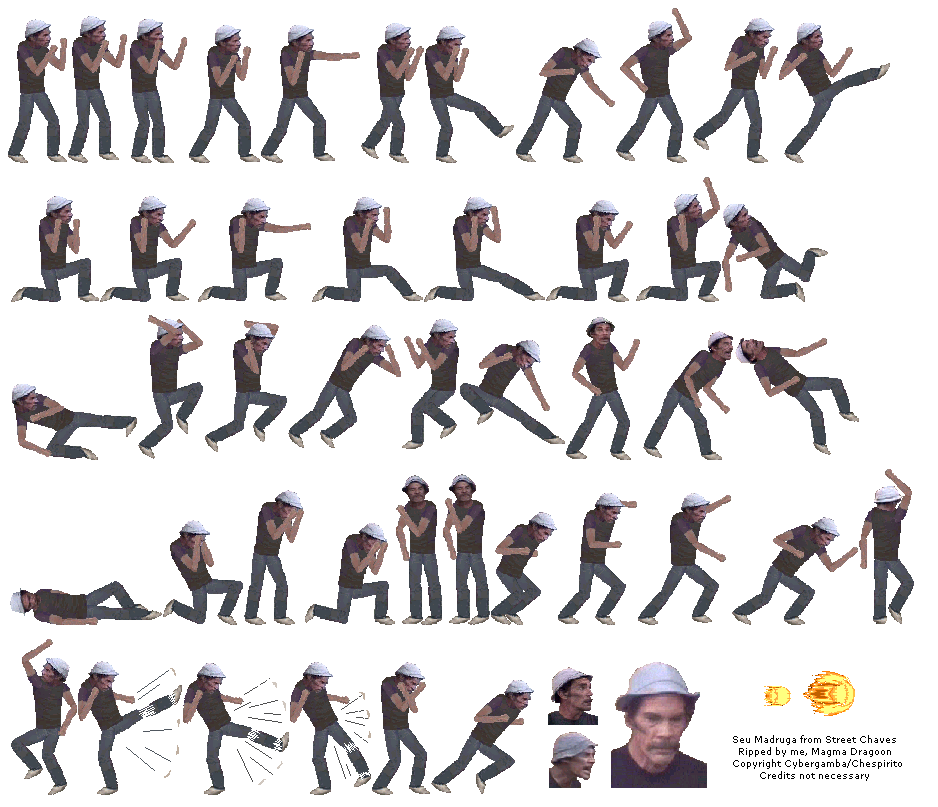 Seu Madruga from Street Chaves
Ripped by me, Magma Dragoon
Copyright Cybergamba/Chespirito
Credits not necessary